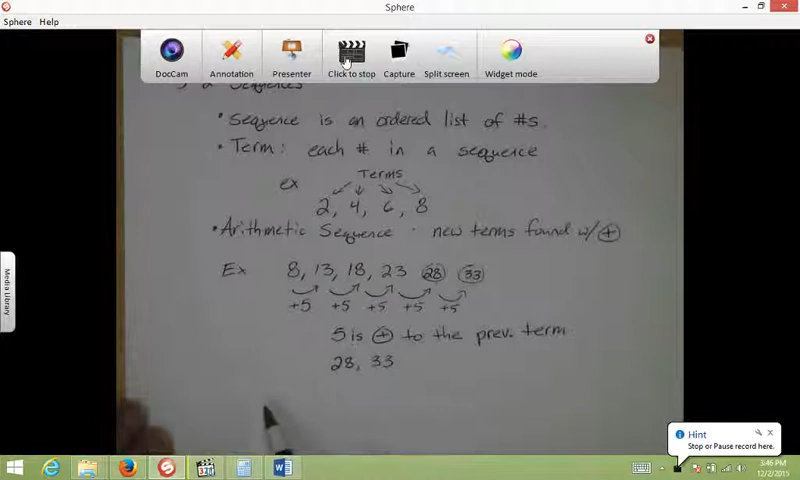 Sphere
Sphere Help
DocCam Annotation Presenter Click to stop Capture Split screen Widget mode
Sequences
• Sequence is an ordered list of #s.
• Term: each # in a sequence
Terms
ex
2, 4, 6, 8
• Arithmetic Sequence - new terms found w/ +
Ex 8, 13, 18, 23 28 33
+5 +5 +5 +5 +5
5 is + to the prev. term
28, 33
Media Library
Hint
Stop or Pause record here.
3:45 PM
12/2/2015